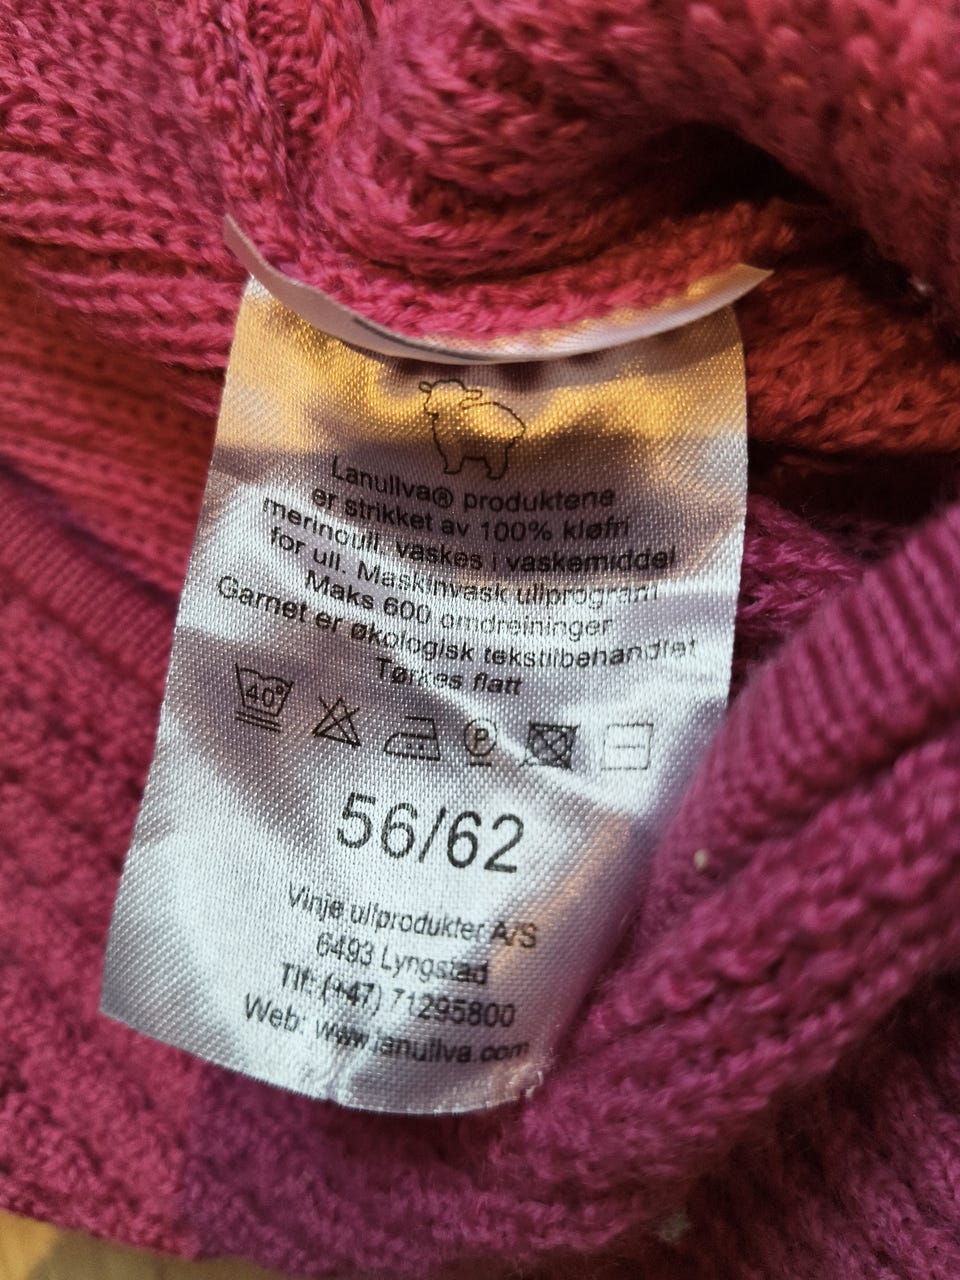 Lanullva® produktene
er strikket av 100% kløfri
merinoull, vaskes i vaskemiddel
for ull. Maskinvask ullprogram
Maks 600 omdreininger
Garnet er økologisk tekstilbehandlet
Tørkes flatt
40°
P
56/62
Vinje ullprodukter A/S
6493 Lyngstad
Tlf: (+47) 71295800
Web: www.lanullva.com